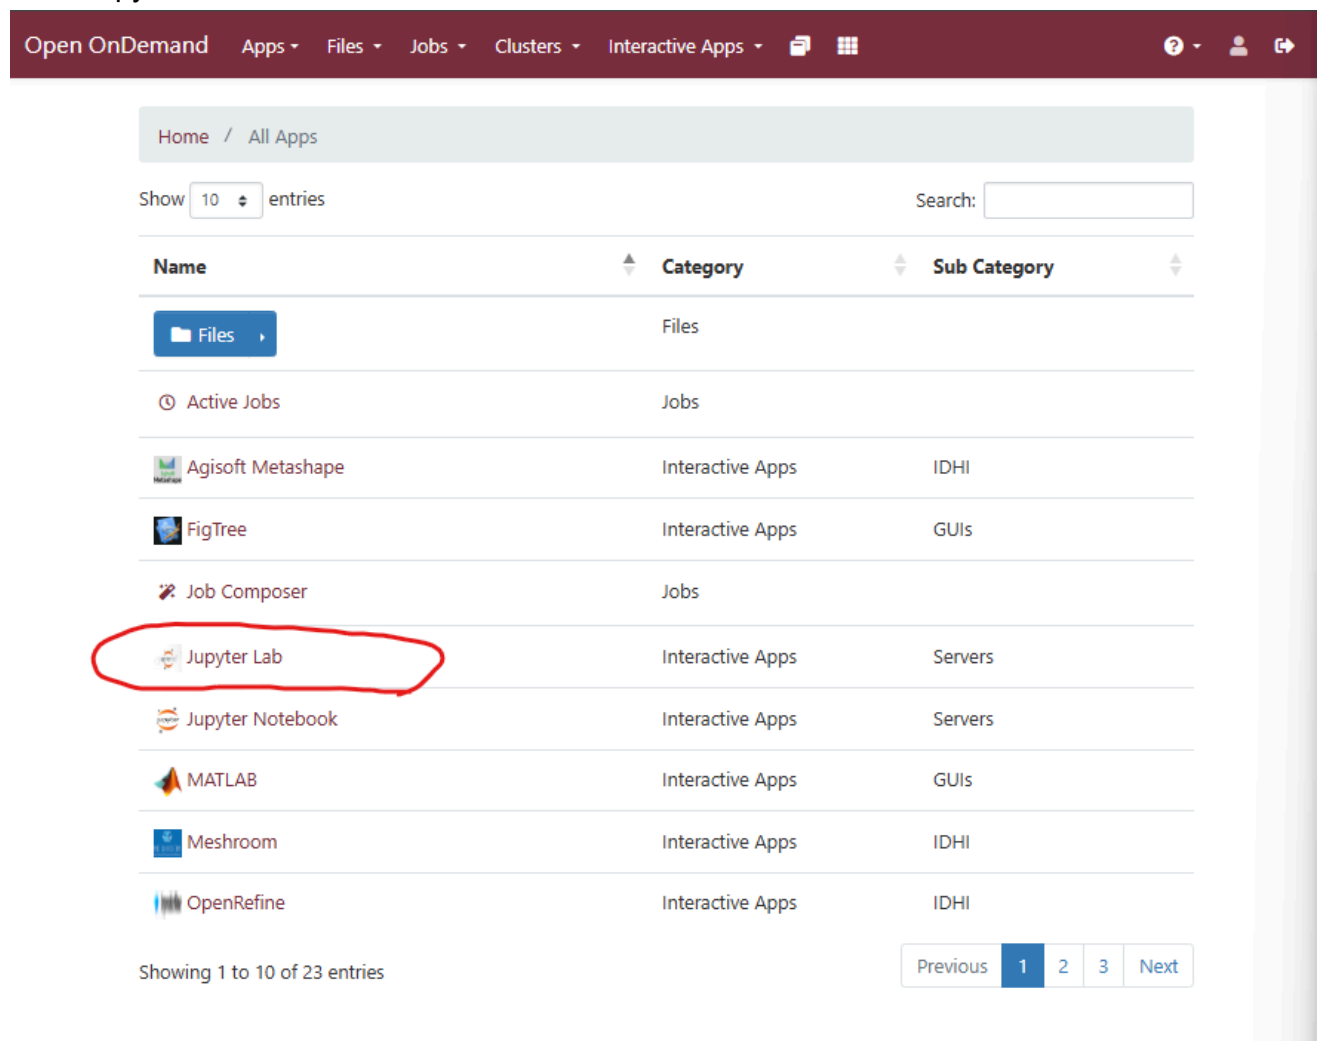 Open OnDemand Apps Files Jobs Clusters Interactive Apps
Home / All Apps
Show 10 entries Search:
Name Category Sub Category
Files Files
Active Jobs Jobs
Agisoft Metashape Interactive Apps IDHI
FigTree Interactive Apps GUIs
Job Composer Jobs
Jupyter Lab Interactive Apps Servers
Jupyter Notebook Interactive Apps Servers
MATLAB Interactive Apps GUIs
Meshroom Interactive Apps IDHI
OpenRefine Interactive Apps IDHI
Showing 1 to 10 of 23 entries Previous 1 2 3 Next